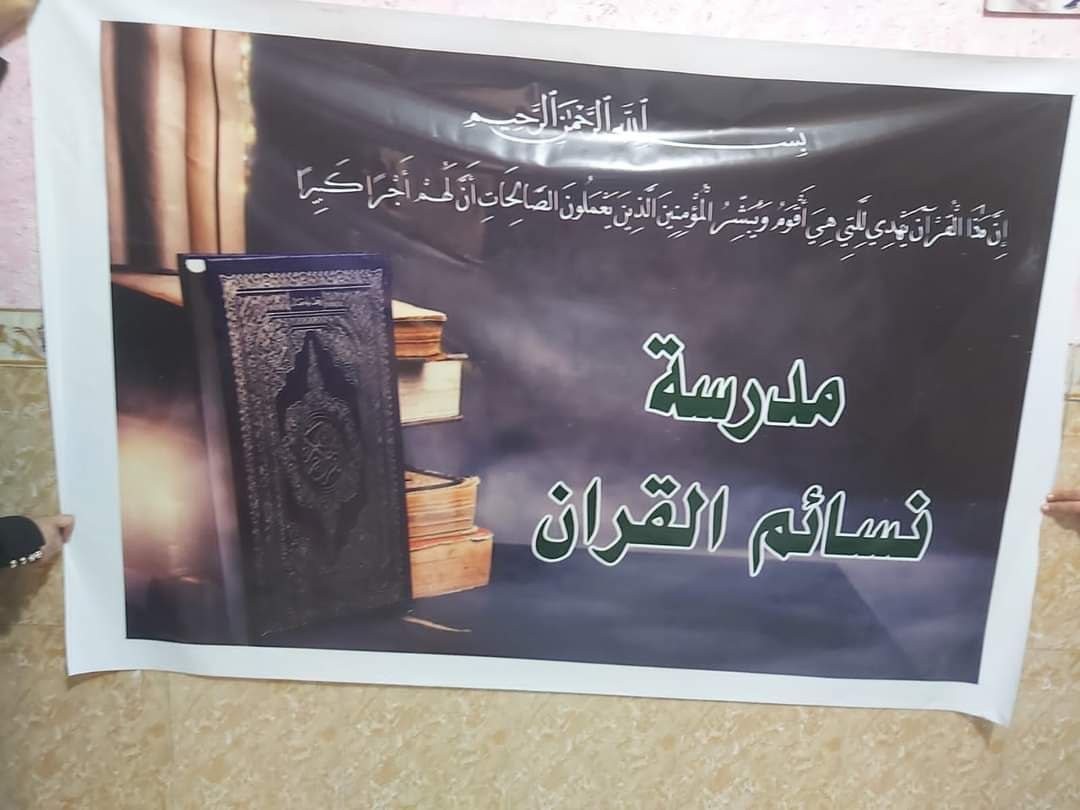 بسم الله الرحمن الرحيم
إِنَّ هَٰذَا الْقُرْآنَ يَهْدِي لِلَّتِي هِيَ أَقْوَمُ وَيُبَشِّرُ الْمُؤْمِنِينَ الَّذِينَ يَعْمَلُونَ الصَّالِحَاتِ أَنَّ لَهُمْ أَجْرًا كَبِيرًا
مدرسة
نسائم القران